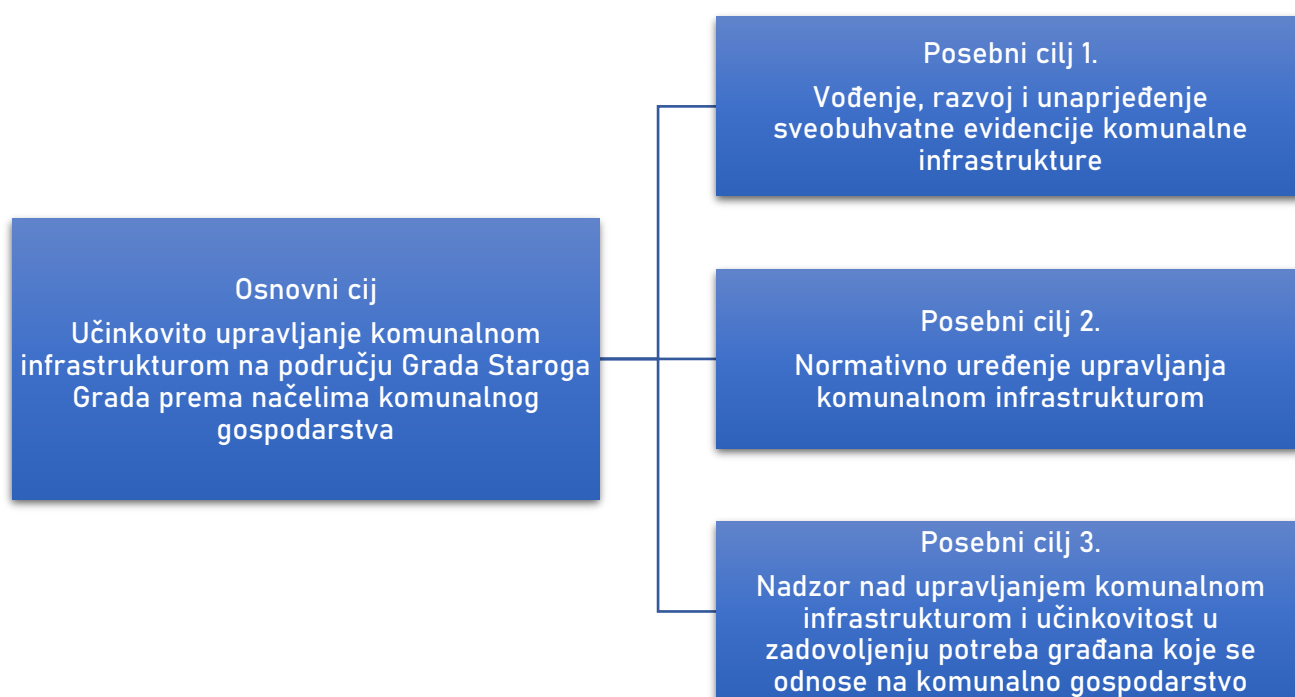 Osnovni cij
Učinkovito upravljanje komunalnom
infrastrukturom na području Grada Staroga
Grada prema načelima komunalnog
gospodarstva
Posebni cilj 1.
Vođenje, razvoj i unaprjeđenje
sveobuhvatne evidencije komunalne
infrastrukture
Posebni cilj 2.
Normativno uređenje upravljanja
komunalnom infrastrukturom
Posebni cilj 3.
Nadzor nad upravljanjem komunalnom
infrastrukturom i učinkovitost u
zadovoljenju potreba građana koje se
odnose na komunalno gospodarstvo